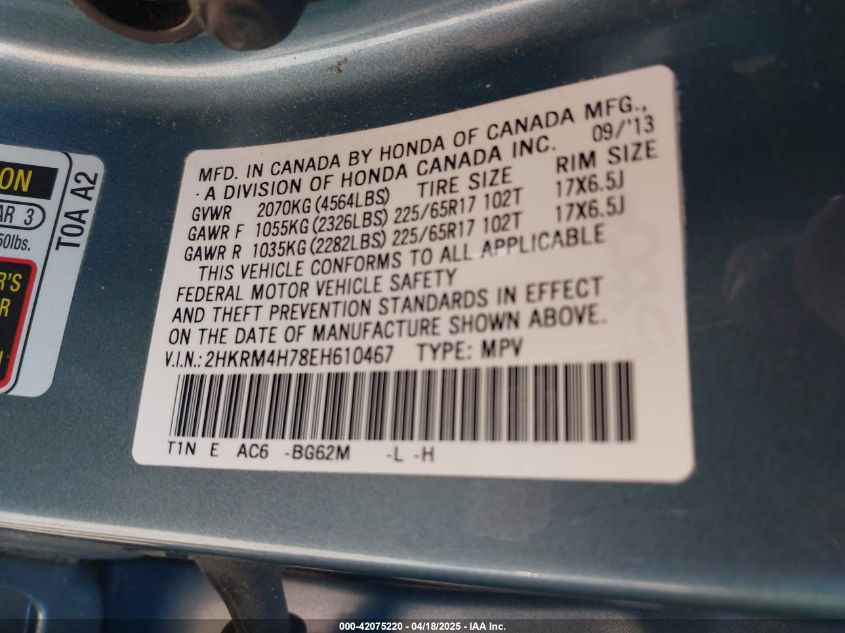 ON
AR 3
50lbs.
T0A A2
R'S
R
MFD. IN CANADA BY HONDA OF CANADA MFG.,
- A DIVISION OF HONDA CANADA INC. 09/'13
GVWR 2070KG(4564LBS) TIRE SIZE RIM SIZE
GAWR F 1055KG(2326LBS) 225/65R17 102T 17X6.5J
GAWR R 1035KG(2282LBS) 225/65R17 102T 17X6.5J
THIS VEHICLE CONFORMS TO ALL APPLICABLE
FEDERAL MOTOR VEHICLE SAFETY
AND THEFT PREVENTION STANDARDS IN EFFECT
ON THE DATE OF MANUFACTURE SHOWN ABOVE.
V.I.N.: 2HKRM4H78EH610467 TYPE: MPV
T1N E AC6 -BG62M -L -H
000-42075220 - 04/18/2025 - IAA Inc.